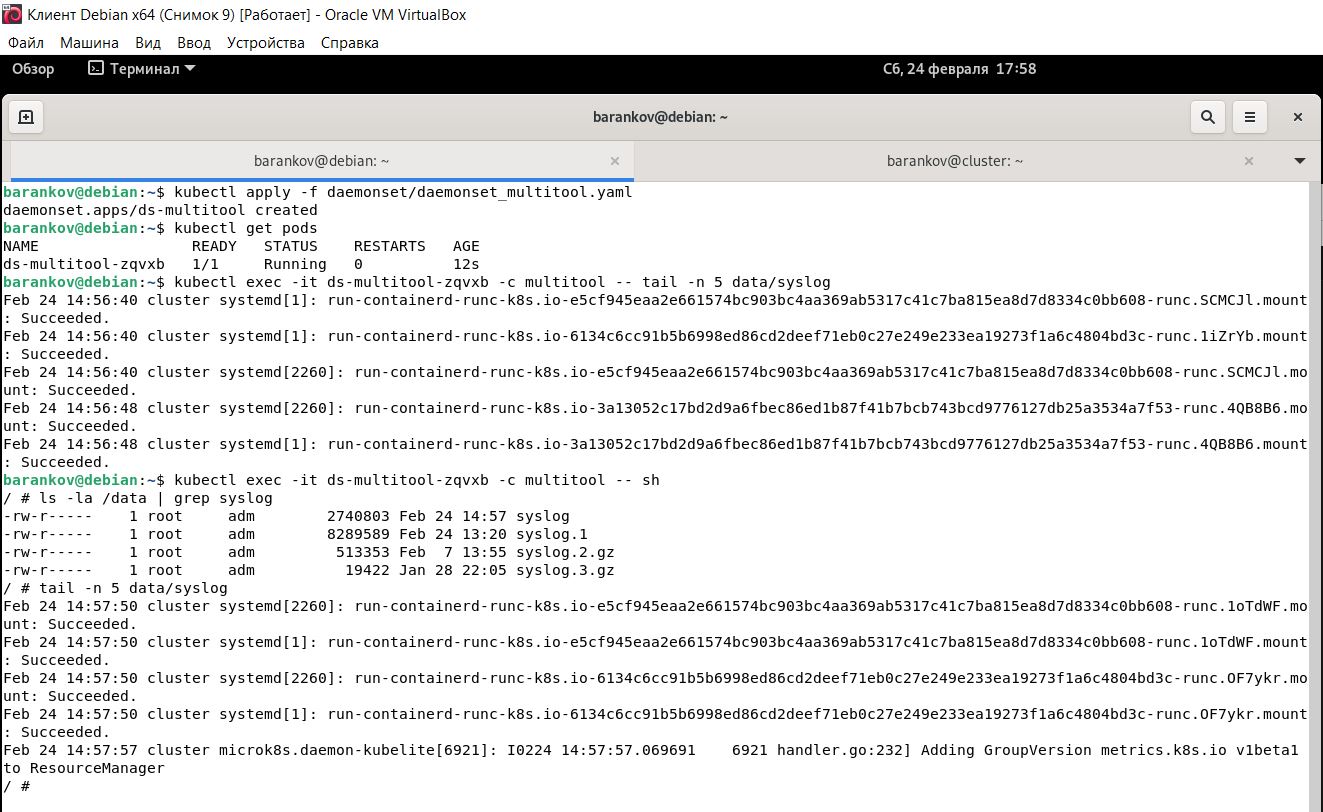 Клиент Debian x64 (Снимок 9) [Работает] - Oracle VM VirtualBox
Файл Машина Вид Ввод Устройства Справка
Обзор Терминал Сб, 24 февраля 17:58
barankov@debian: ~
barankov@debian: ~ barankov@cluster: ~
barankov@debian:~$ kubectl apply -f daemonset/daemonset_multitool.yaml
daemonset.apps/ds-multitool created
barankov@debian:~$ kubectl get pods
NAME                 READY   STATUS    RESTARTS   AGE
ds-multitool-zqvxb   1/1     Running   0          12s
barankov@debian:~$ kubectl exec -it ds-multitool-zqvxb -c multitool -- tail -n 5 data/syslog
Feb 24 14:56:40 cluster systemd[1]: run-containerd-runc-k8s.io-e5cf945eaa2e661574bc903bc4aa369ab5317c41c7ba815ea8d7d8334c0bb608-runc.SCMCJl.mount
: Succeeded.
Feb 24 14:56:40 cluster systemd[1]: run-containerd-runc-k8s.io-6134c6cc91b5b6998ed86cd2deef71eb0c27e249e233ea19273f1a6c4804bd3c-runc.1iZrYb.mount
: Succeeded.
Feb 24 14:56:40 cluster systemd[2260]: run-containerd-runc-k8s.io-e5cf945eaa2e661574bc903bc4aa369ab5317c41c7ba815ea8d7d8334c0bb608-runc.SCMCJl.mo
unt: Succeeded.
Feb 24 14:56:48 cluster systemd[2260]: run-containerd-runc-k8s.io-3a13052c17bd2d9a6fbec86ed1b87f41b7bcb743bcd9776127db25a3534a7f53-runc.4QB8B6.mo
unt: Succeeded.
Feb 24 14:56:48 cluster systemd[1]: run-containerd-runc-k8s.io-3a13052c17bd2d9a6fbec86ed1b87f41b7bcb743bcd9776127db25a3534a7f53-runc.4QB8B6.mount
: Succeeded.
barankov@debian:~$ kubectl exec -it ds-multitool-zqvxb -c multitool -- sh
/ # ls -la /data | grep syslog
-rw-r-----    1 root     adm        2740803 Feb 24 14:57 syslog
-rw-r-----    1 root     adm        8289589 Feb 24 13:20 syslog.1
-rw-r-----    1 root     adm         513353 Feb  7 13:55 syslog.2.gz
-rw-r-----    1 root     adm          19422 Jan 28 22:05 syslog.3.gz
/ # tail -n 5 data/syslog
Feb 24 14:57:50 cluster systemd[2260]: run-containerd-runc-k8s.io-e5cf945eaa2e661574bc903bc4aa369ab5317c41c7ba815ea8d7d8334c0bb608-runc.1oTdWF.mo
unt: Succeeded.
Feb 24 14:57:50 cluster systemd[1]: run-containerd-runc-k8s.io-e5cf945eaa2e661574bc903bc4aa369ab5317c41c7ba815ea8d7d8334c0bb608-runc.1oTdWF.mount
: Succeeded.
Feb 24 14:57:50 cluster systemd[2260]: run-containerd-runc-k8s.io-6134c6cc91b5b6998ed86cd2deef71eb0c27e249e233ea19273f1a6c4804bd3c-runc.OF7ykr.mo
unt: Succeeded.
Feb 24 14:57:50 cluster systemd[1]: run-containerd-runc-k8s.io-6134c6cc91b5b6998ed86cd2deef71eb0c27e249e233ea19273f1a6c4804bd3c-runc.OF7ykr.mount
: Succeeded.
Feb 24 14:57:57 cluster microk8s.daemon-kubelite[6921]: I0224 14:57:57.069691    6921 handler.go:232] Adding GroupVersion metrics.k8s.io v1beta1
to ResourceManager
/ #